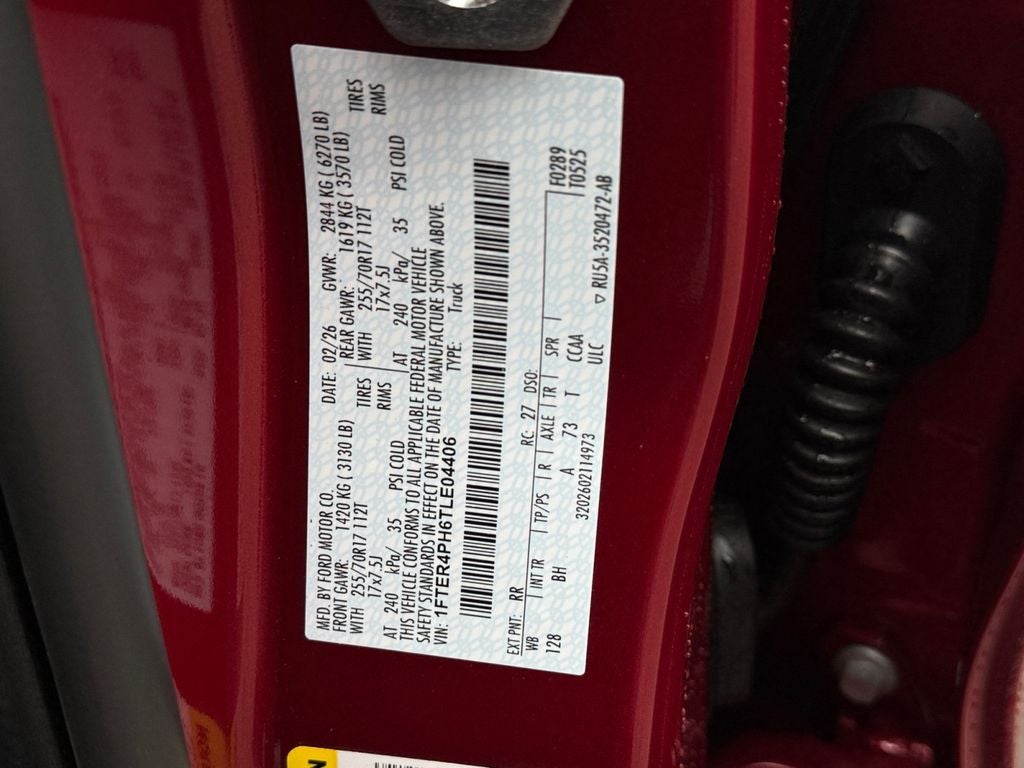 MFD. BY FORD MOTOR CO. DATE: 02/26 GVWR: 2844 KG ( 6270 LB)
FRONT GAWR: 1420 KG ( 3130 LB) REAR GAWR: 1619 KG ( 3570 LB)
WITH 255/70R17 112T TIRES WITH 255/70R17 112T TIRES
17x7.5J RIMS 17x7.5J RIMS
AT 240 kPa/ 35 PSI COLD AT 240 kPa/ 35 PSI COLD
THIS VEHICLE CONFORMS TO ALL APPLICABLE FEDERAL MOTOR VEHICLE
SAFETY STANDARDS IN EFFECT ON THE DATE OF MANUFACTURE SHOWN ABOVE.
VIN: 1FTER4PH6TLE04406 TYPE: Truck
EXT PNT: RR RC: 27 DSO: F0289
WB INT TR TP/PS R AXLE TR SPR T0525
128 BH A 73 T CCAA
3202602114973 ULC
▽ RU5A-3520472-AB